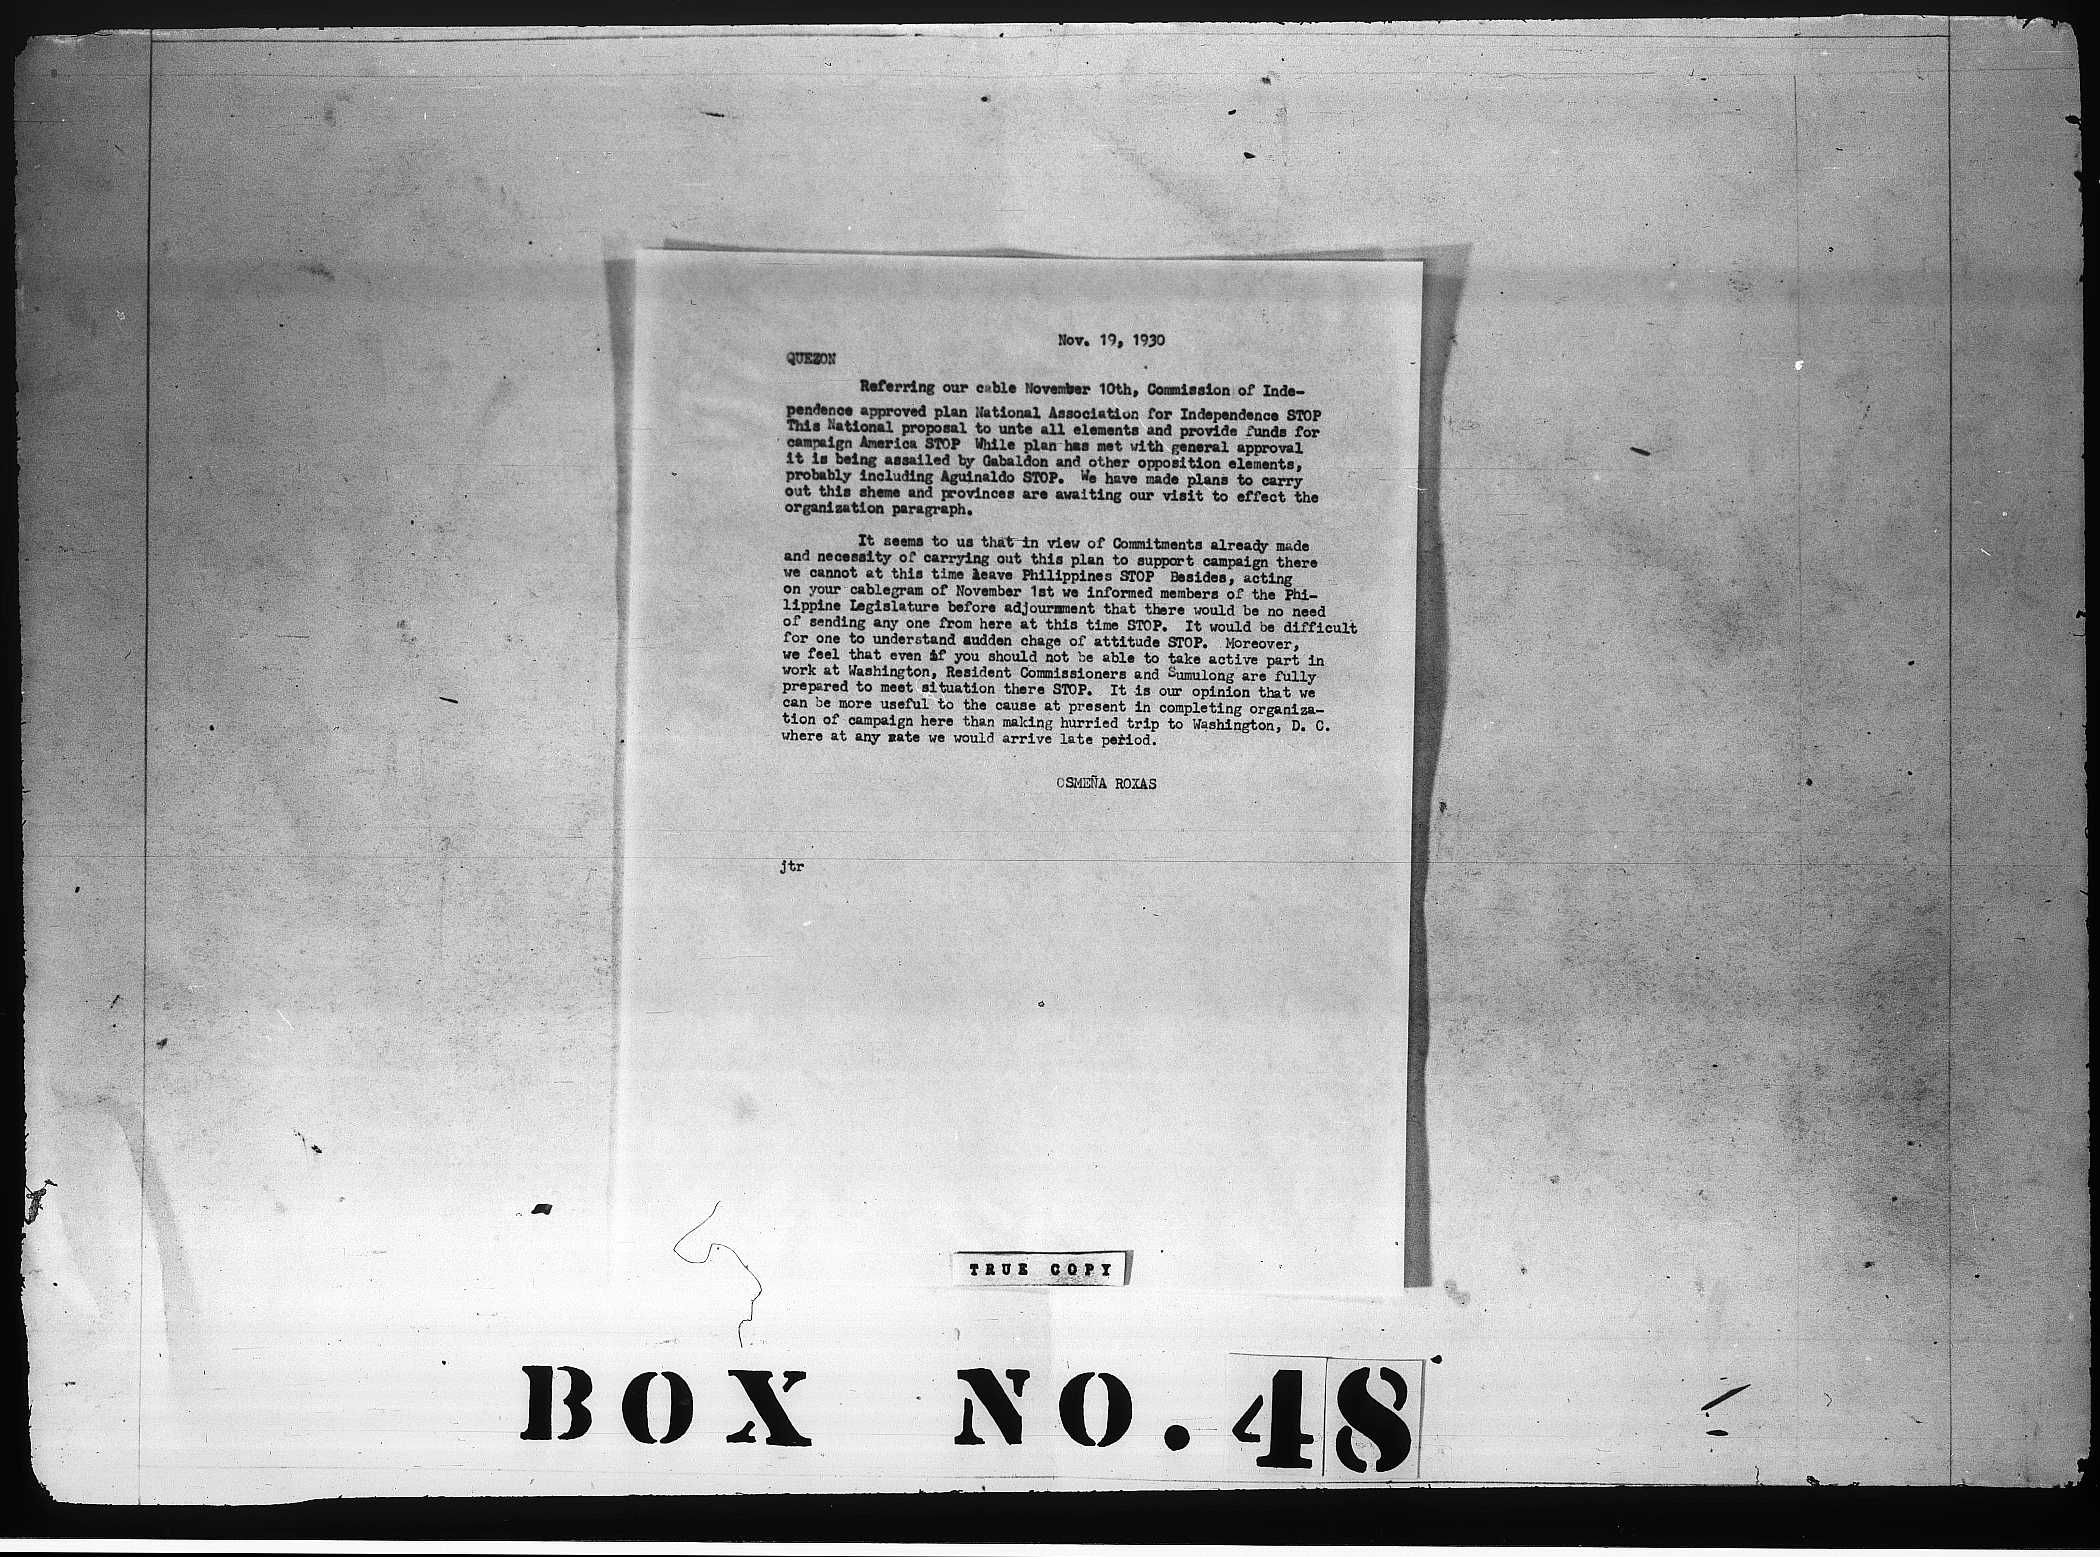 Nov. 19, 1930
QUEZON
Referring our cable November 10th, Commission of Inde-
pendence approved plan National Association for Independence STOP
This National proposal to unte all elements and provide funds for
campaign America STOP While plan has met with general approval
it is being assailed by Gabaldon and other opposition elements,
probably including Aguinaldo STOP. We have made plans to carry
out this sheme and provinces are awaiting our visit to effect the
organization paragraph.
It seems to us that in view of Commitments already made
and necessity of carrying out this plan to support campaign there
we cannot at this time leave Philippines STOP Besides, acting
on your cablegram of November 1st we informed members of the Phi-
lippine Legislature before adjournment that there would be no need
of sending any one from here at this time STOP. It would be difficult
for one to understand sudden chage of attitude STOP. Moreover,
we feel that even if you should not be able to take active part in
work at Washington, Resident Commissioners and Sumulong are fully
prepared to meet situation there STOP. It is our opinion that we
can be more useful to the cause at present in completing organiza-
tion of campaign here than making hurried trip to Washington, D. C.
where at any rate we would arrive late period.
OSMEÑA ROXAS
jtr
TRUE COPY
BOX NO. 48